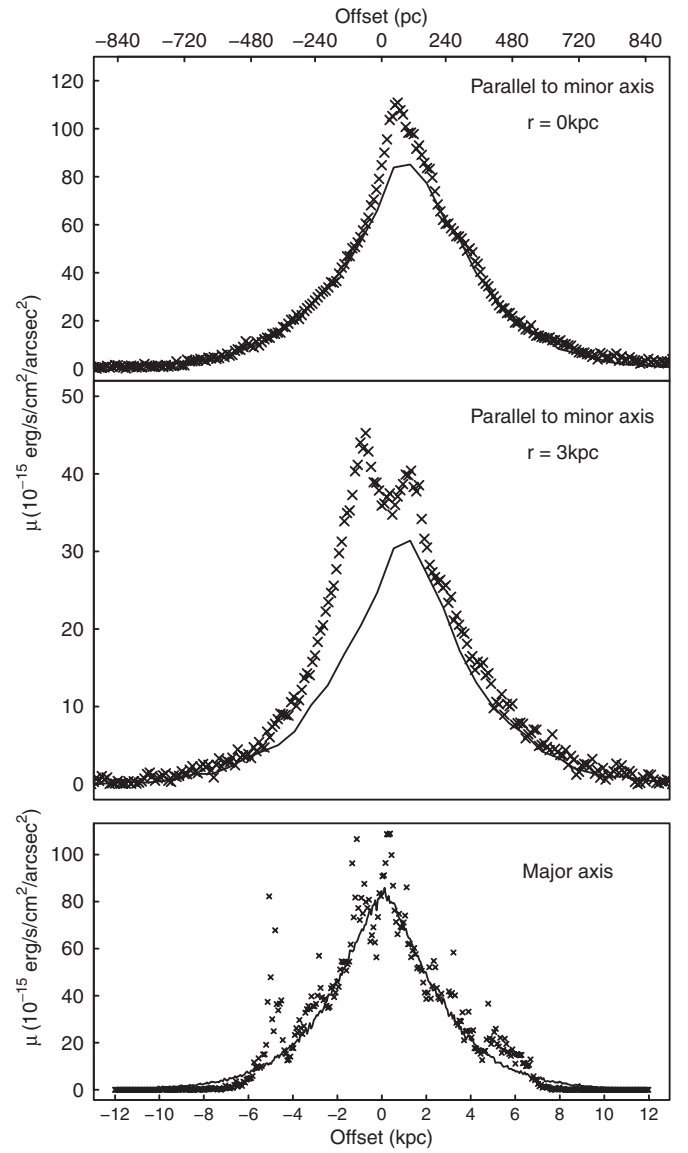 Offset (pc)
−840 −720 −480 −240 0 240 480 720 840
120
100
80
60
40
20
0
Parallel to minor axis
r = 0kpc
50
40
30
20
10
0
Parallel to minor axis
r = 3kpc
μ(10⁻¹⁵ erg/s/cm²/arcsec²)
100
80
60
40
20
0
Major axis
μ (10⁻¹⁵ erg/s/cm²/arcsec²)
−12 −10 −8 −6 −4 −2 0 2 4 6 8 10 12
Offset (kpc)